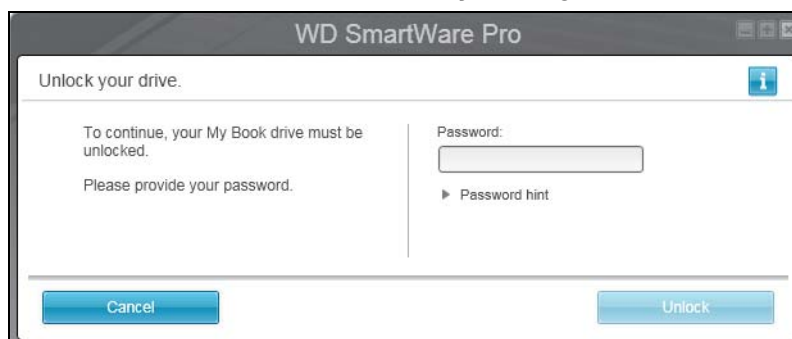 WD SmartWare Pro
Unlock your drive.
i
To continue, your My Book drive must be
unlocked.
Please provide your password.
Password:
Password hint
Cancel
Unlock